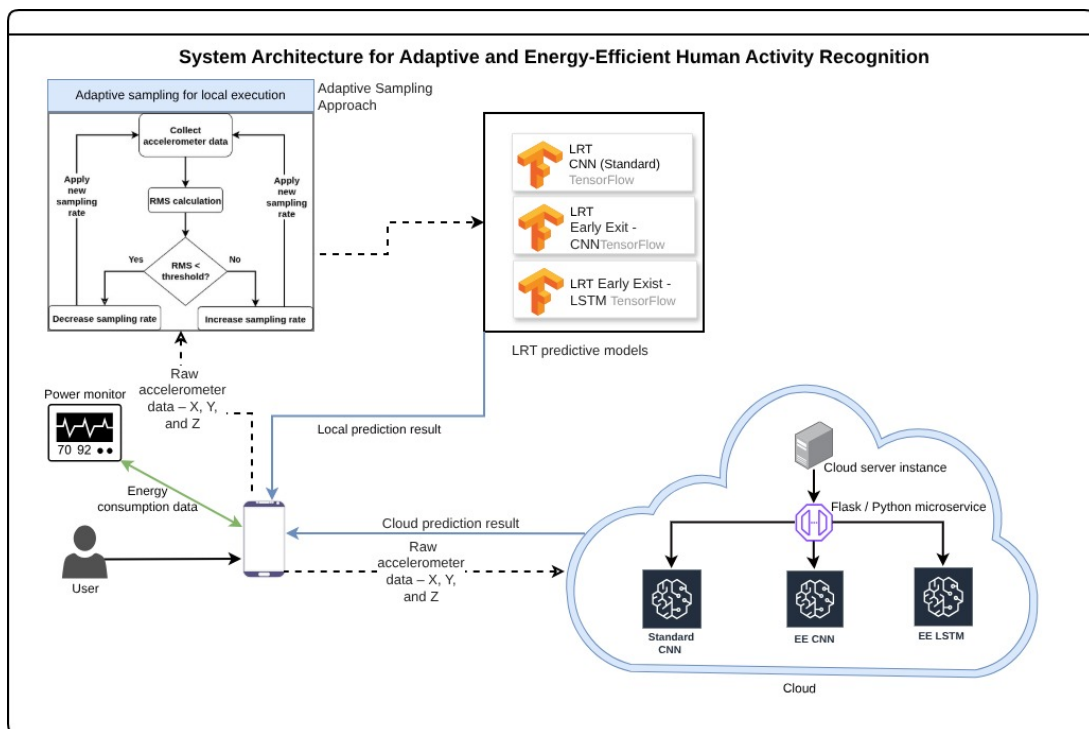 System Architecture for Adaptive and Energy-Efficient Human Activity Recognition
Adaptive sampling for local execution
Adaptive Sampling
Approach
Collect
accelerometer data
Apply
new
sampling
rate
Apply
new
sampling
rate
RMS calculation
Yes
RMS <
threshold?
No
Decrease sampling rate
Increase sampling rate
LRT
CNN (Standard)
TensorFlow
LRT
Early Exit -
CNNTensorFlow
LRT Early Exist -
LSTM TensorFlow
LRT predictive models
Raw
accelerometer
data – X, Y,
and Z
Power monitor
70 92
Local prediction result
Energy
consumption data
User
Cloud prediction result
Raw
accelerometer
data – X, Y,
and Z
Cloud server instance
Flask / Python microservice
Standard
CNN
EE CNN
EE LSTM
Cloud